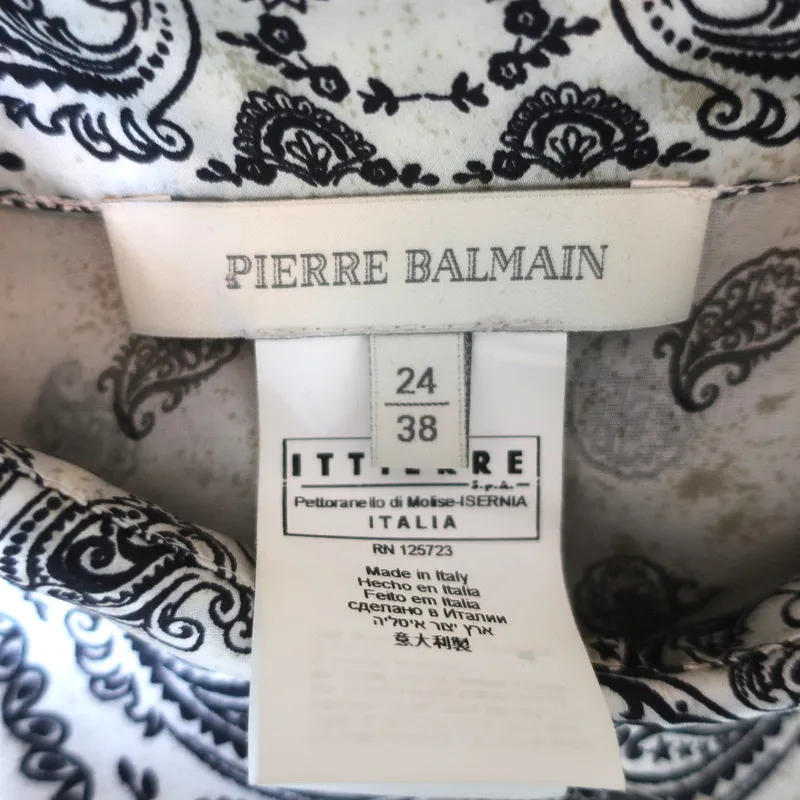 PIERRE BALMAIN
24
38
S.p.A.
Pettoranello di Molise-ISERNIA
ITALIA
RN 125723
Made in Italy
Hecho en Italia
Feito em Italia
сделано в Италии
ארץ יצור איטליה
意大利製